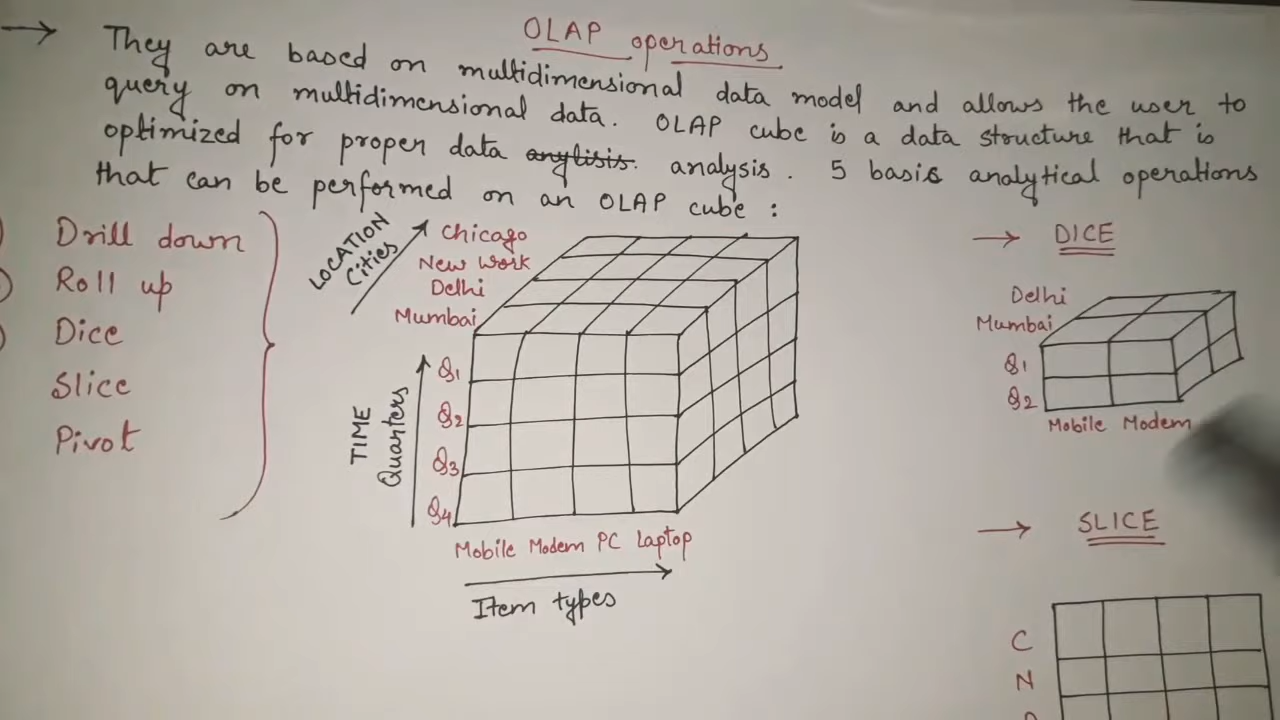 OLAP operations
→ They are based on multidimensional data model and allows the user to
query on multidimensional data. OLAP cube is a data structure that is
optimized for proper data anylisis. analysis. 5 basic analytical operations
that can be performed on an OLAP cube :
Drill down
Roll up
Dice
Slice
Pivot
LOCATION
Cities
Chicago
New Work
Delhi
Mumbai
TIME
Quarters
Q1
Q2
Q3
Q4
Mobile Modem PC Laptop
Item types
→ DICE
Delhi
Mumbai
Q1
Q2
Mobile Modem
→ SLICE
C
N